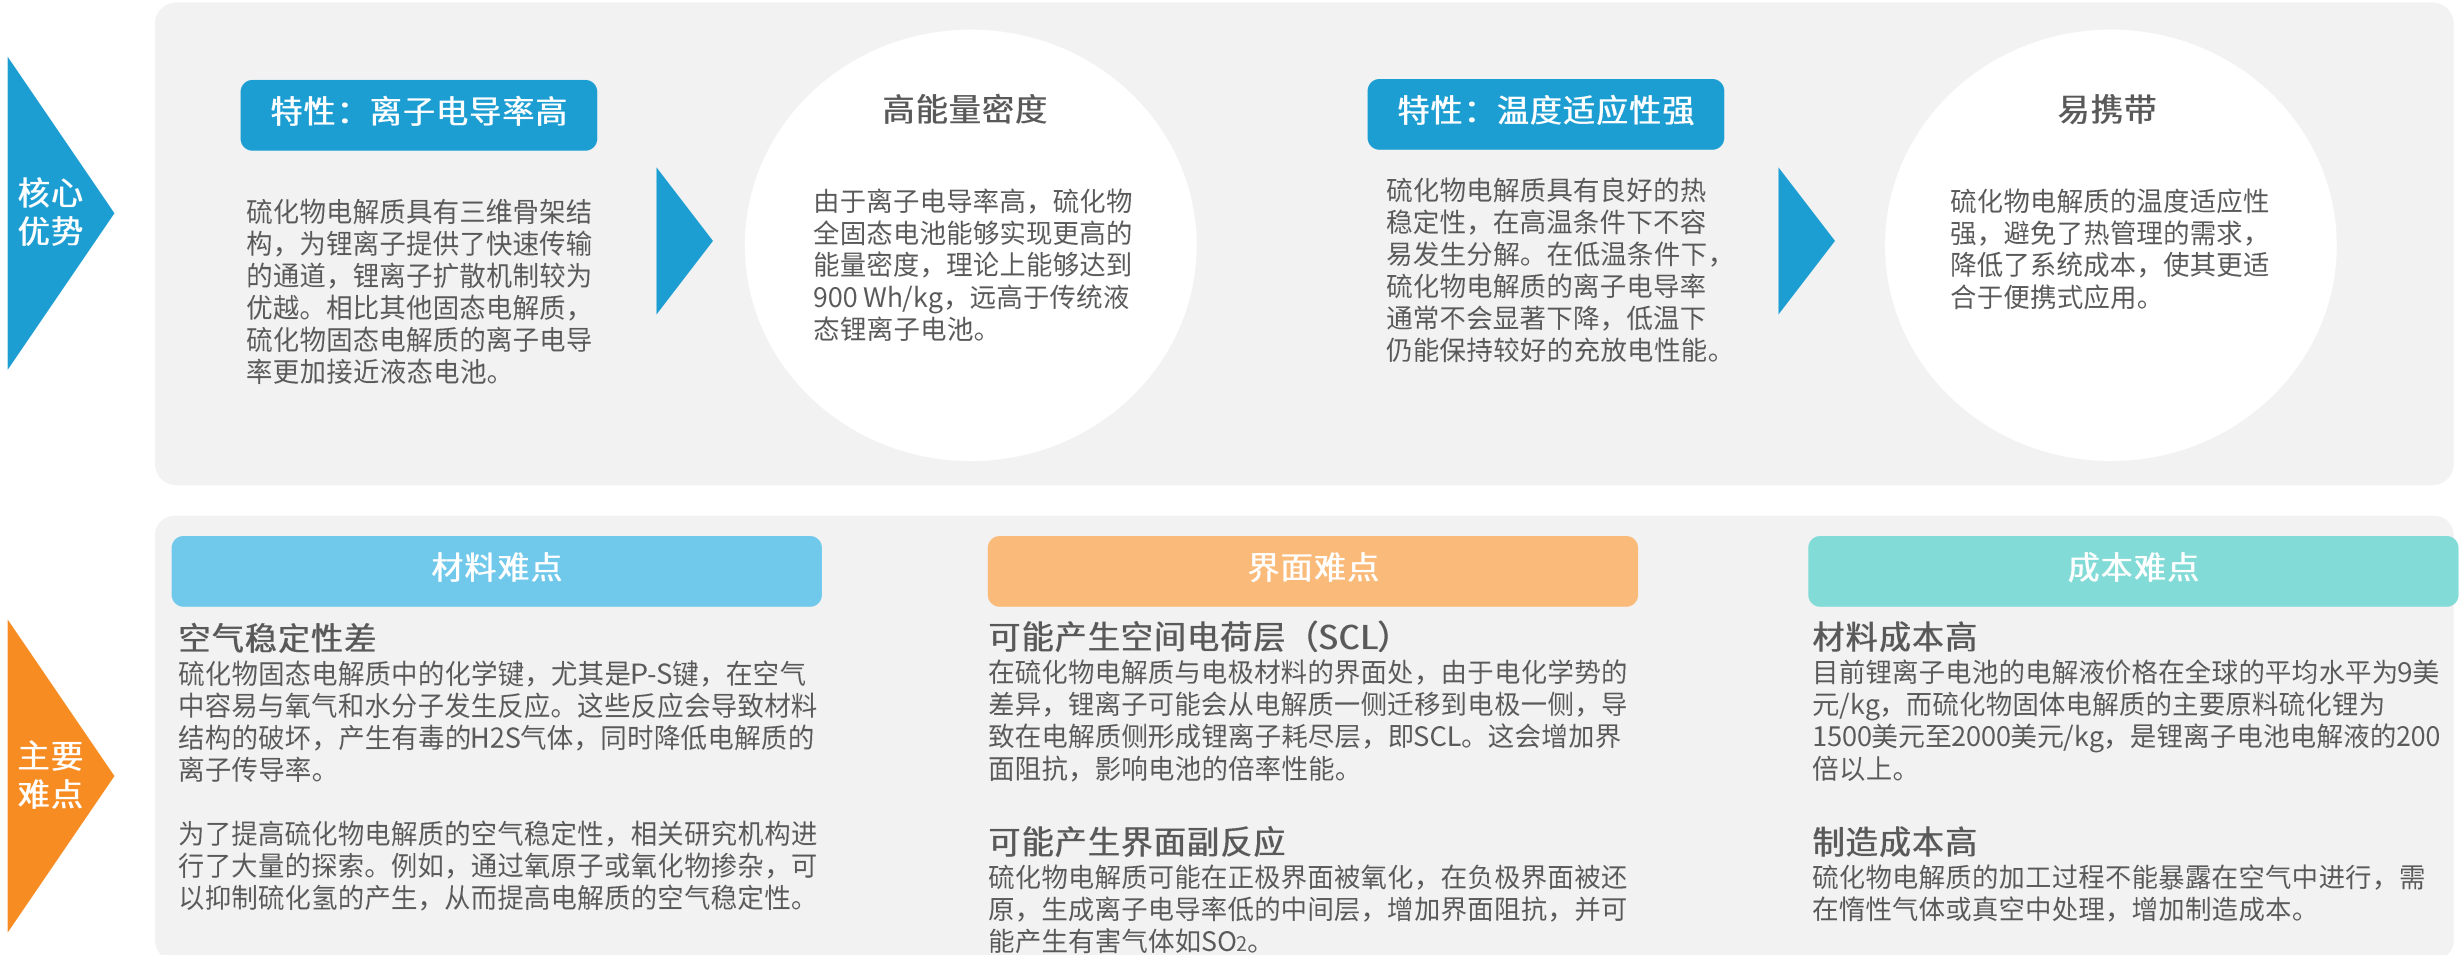 核心
优势
特性：离子电导率高
硫化物电解质具有三维骨架结
构，为锂离子提供了快速传输
的通道，锂离子扩散机制较为
优越。相比其他固态电解质，
硫化物固态电解质的离子电导
率更加接近液态电池。
高能量密度
由于离子电导率高，硫化物
全固态电池能够实现更高的
能量密度，理论上能够达到
900 Wh/kg，远高于传统液
态锂离子电池。
特性：温度适应性强
硫化物电解质具有良好的热
稳定性，在高温条件下不容
易发生分解。在低温条件下，
硫化物电解质的离子电导率
通常不会显著下降，低温下
仍能保持较好的充放电性能。
易携带
硫化物电解质的温度适应性
强，避免了热管理的需求，
降低了系统成本，使其更适
合于便携式应用。
主要
难点
材料难点
空气稳定性差
硫化物固态电解质中的化学键，尤其是P-S键，在空气
中容易与氧气和水分子发生反应。这些反应会导致材料
结构的破坏，产生有毒的H2S气体，同时降低电解质的
离子传导率。
为了提高硫化物电解质的空气稳定性，相关研究机构进
行了大量的探索。例如，通过氧原子或氧化物掺杂，可
以抑制硫化氢的产生，从而提高电解质的空气稳定性。
界面难点
可能产生空间电荷层（SCL）
在硫化物电解质与电极材料的界面处，由于电化学势的
差异，锂离子可能会从电解质一侧迁移到电极一侧，导
致在电解质侧形成锂离子耗尽层，即SCL。这会增加界
面阻抗，影响电池的倍率性能。
可能产生界面副反应
硫化物电解质可能在正极界面被氧化，在负极界面被还
原，生成离子电导率低的中间层，增加界面阻抗，并可
能产生有害气体如SO₂。
成本难点
材料成本高
目前锂离子电池的电解液价格在全球的平均水平为9美
元/kg，而硫化物固体电解质的主要原料硫化锂为
1500美元至2000美元/kg，是锂离子电池电解液的200
倍以上。
制造成本高
硫化物电解质的加工过程不能暴露在空气中进行，需
在惰性气体或真空中处理，增加制造成本。